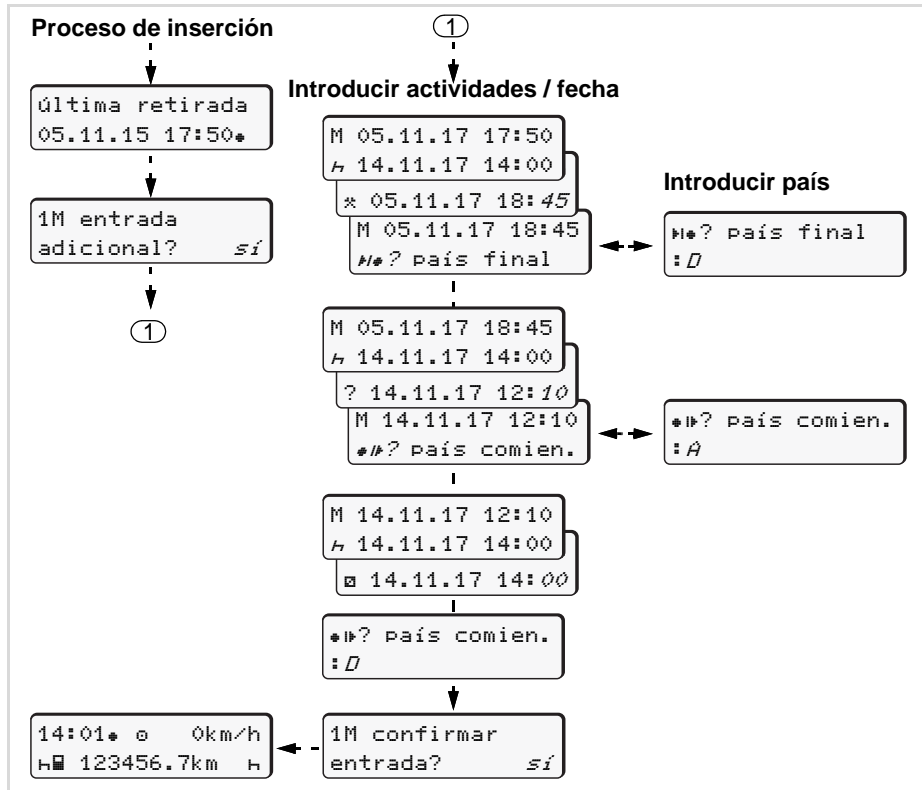 Proceso de inserción
última retirada
05.11.15 17:50
1M entrada
adicional? sí
1
1
Introducir actividades / fecha
M 05.11.17 17:50
14.11.17 14:00
05.11.17 18:45
M 05.11.17 18:45
? país final
Introducir país
? país final
:D
M 05.11.17 18:45
14.11.17 14:00
? 14.11.17 12:10
M 14.11.17 12:10
? país comien.
? país comien.
:A
M 14.11.17 12:10
14.11.17 14:00
14.11.17 14:00
? país comien.
:D
1M confirmar
entrada? sí
14:01 0km/h
123456.7km